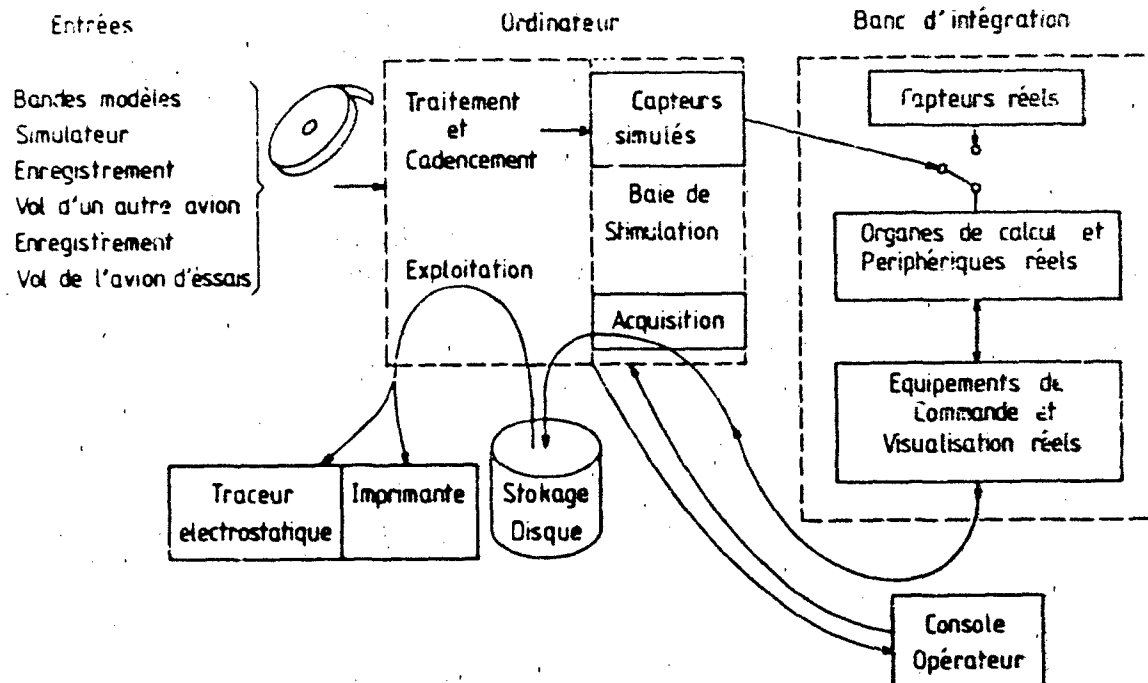 Entrées
Bandes modèles
Simulateur
Enregistrement
Vol d'un autre avion
Enregistrement
Vol de l'avion d'éssais
Ordinateur
Traitement
et
Cadencement
Exploitation
Capteurs
simulés
Baie de
Stimulation
Acquisition
Banc d'intégration
Capteurs réels
Organes de calcul et
Periphériques réels
Equipements de
Commande et
Visualisation réels
Traceur
electrostatique
Imprimante
Stokage
Disque
Console
Opérateur